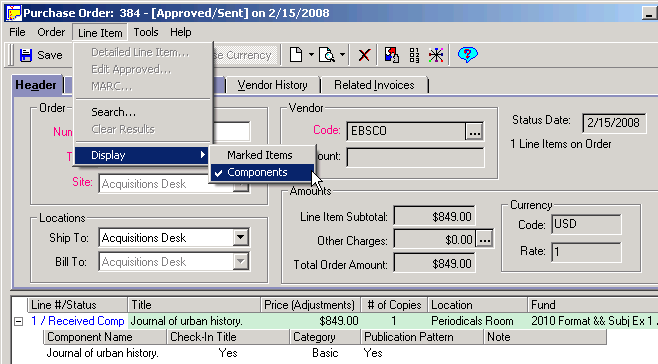 Purchase Order: 384 - [Approved/Sent] on 2/15/2008
File Order Line Item Tools Help
Save se Currency
Detailed Line Item...
Edit Approved...
MARC...
Search...
Clear Results
Display
Marked Items
Components
Header Vendor History Related Invoices
Order
Num
T
Site: Acquisitions Desk
Vendor
Code: EBSCO ...
ount:
Status Date: 2/15/2008
1 Line Items on Order
Locations
Ship To: Acquisitions Desk
Bill To: Acquisitions Desk
Amounts
Line Item Subtotal: $849.00
Other Charges: $0.00 ...
Total Order Amount: $849.00
Currency
Code: USD
Rate: 1
Line #/Status Title Price (Adjustments) # of Copies Location Fund
1 / Received Comp Journal of urban history. $849.00 1 Periodicals Room 2010 Format && Subj Ex 1
Component Name Check-In Title Category Publication Pattern Note
Journal of urban history. Yes Basic Yes